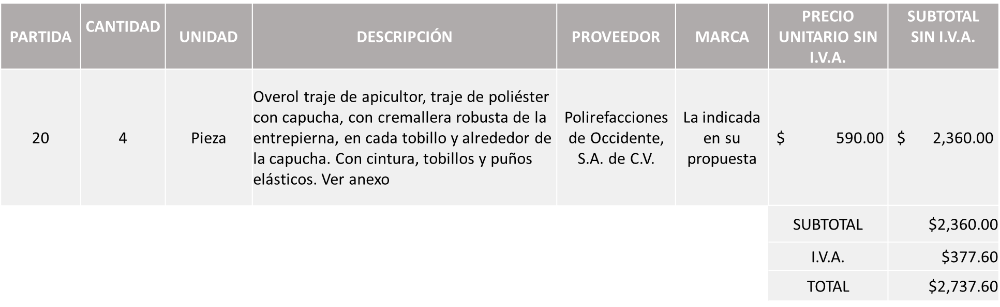 PARTIDA
CANTIDAD
UNIDAD
DESCRIPCIÓN
PROVEEDOR
MARCA
PRECIO
UNITARIO SIN
I.V.A.
SUBTOTAL
SIN I.V.A.
20
4
Pieza
Overol traje de apicultor, traje de poliéster
con capucha, con cremallera robusta de la
entrepierna, en cada tobillo y alrededor de
la capucha. Con cintura, tobillos y puños
elásticos. Ver anexo
Polirefacciones
de Occidente,
S.A. de C.V.
La indicada
en su
propuesta
$ 590.00
$ 2,360.00
SUBTOTAL $2,360.00
I.V.A. $377.60
TOTAL $2,737.60